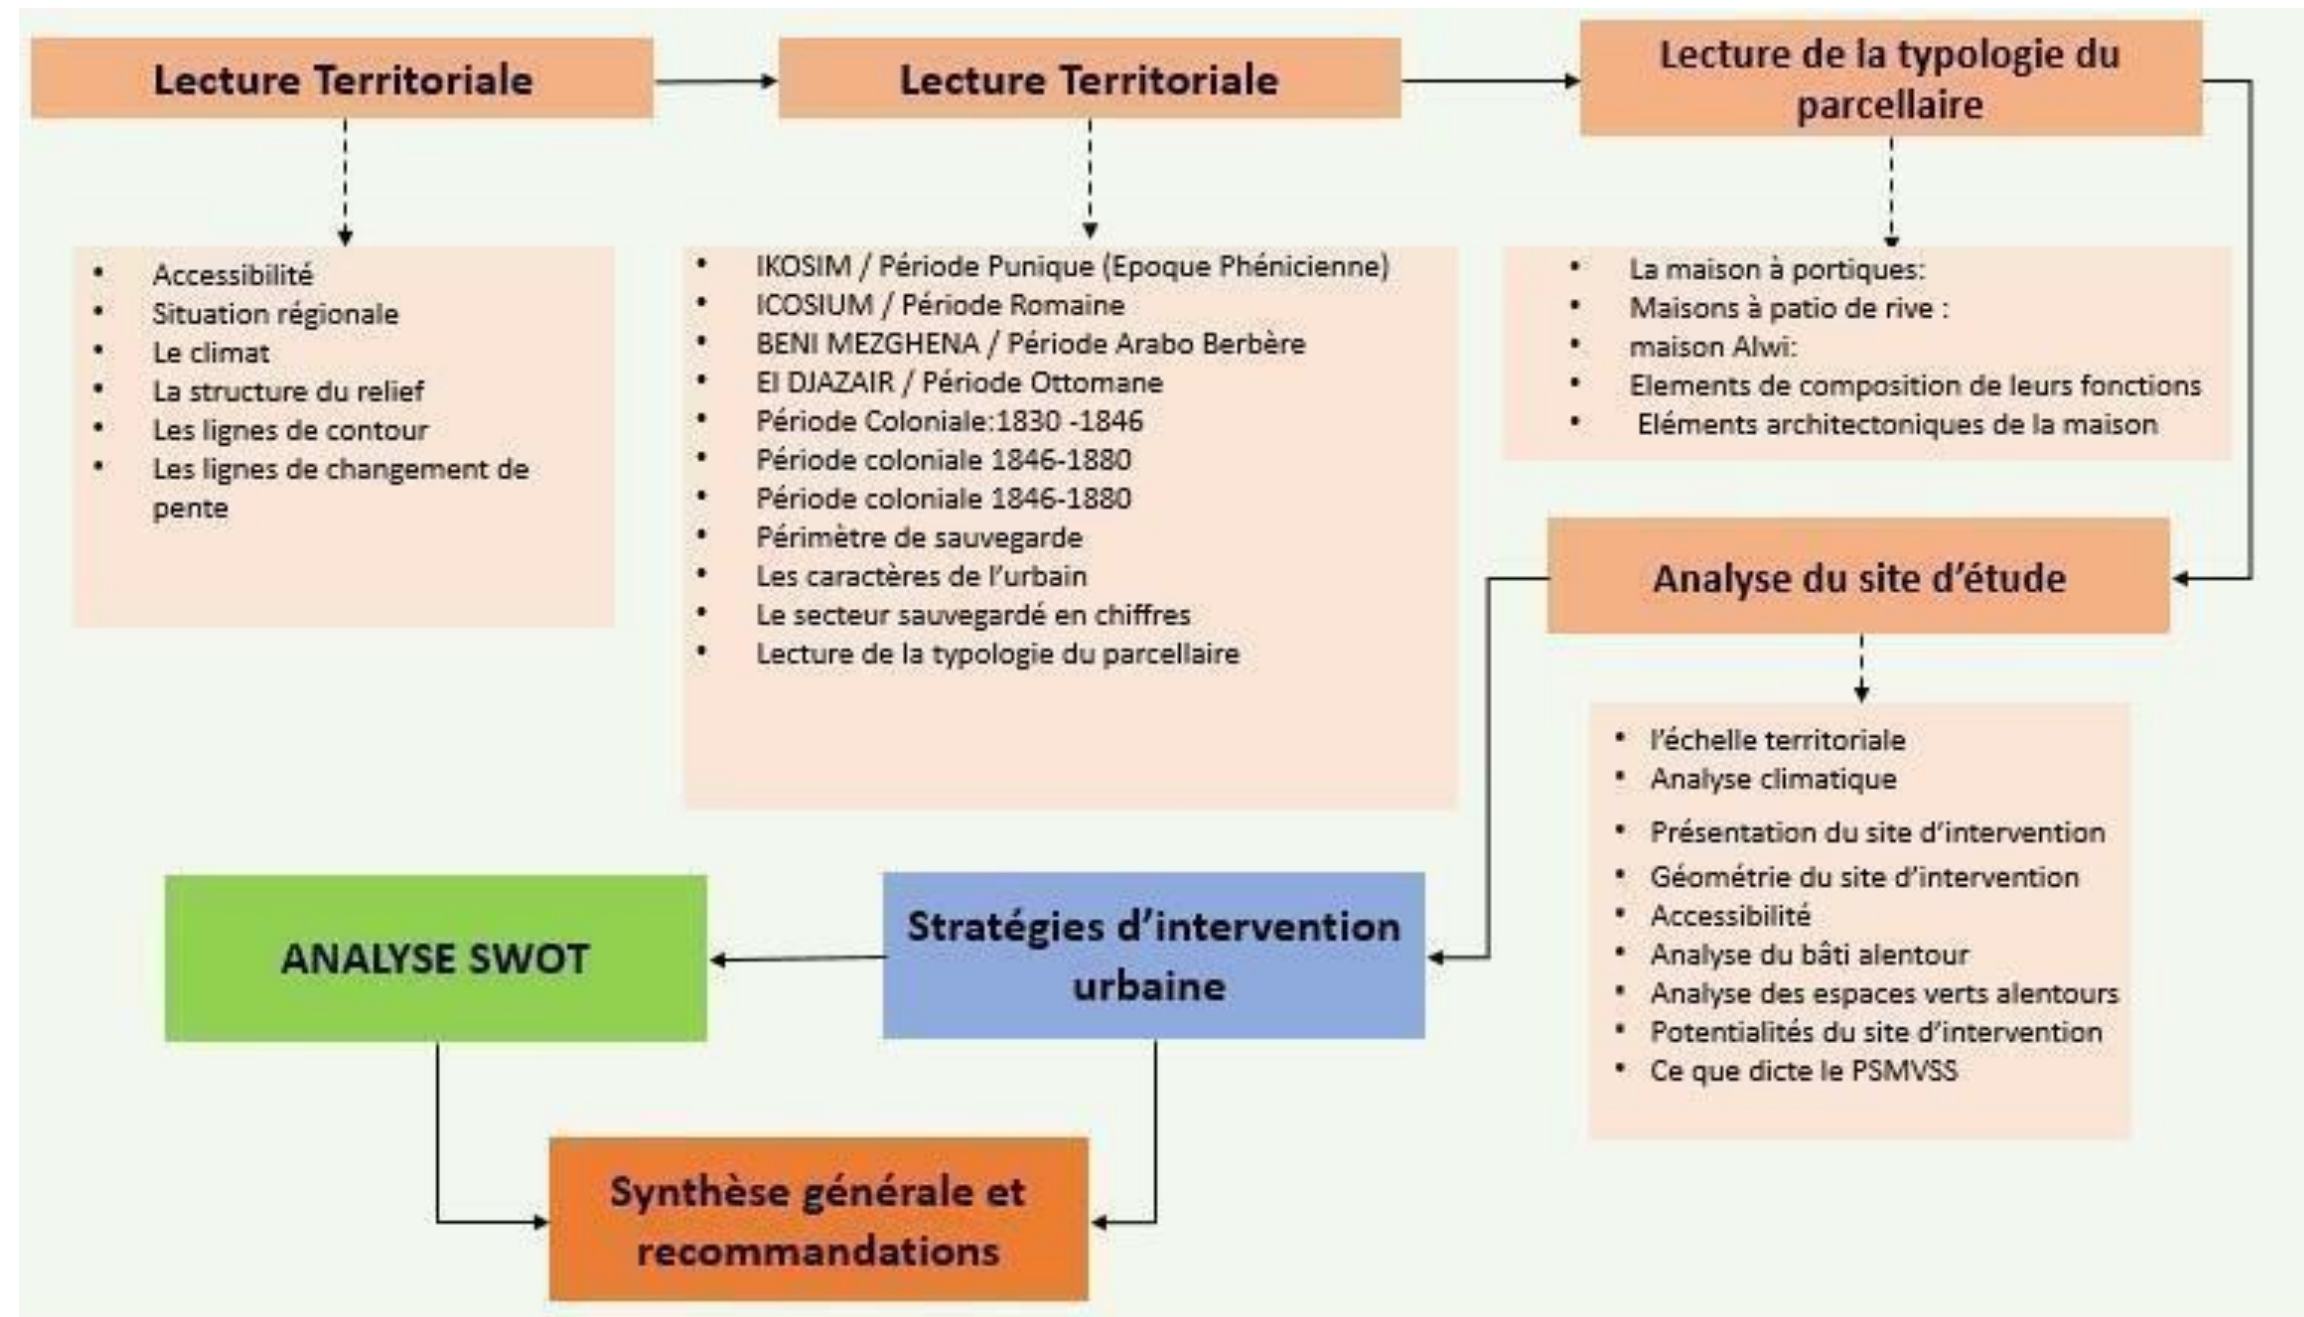 Lecture Territoriale
• Accessibilité
• Situation régionale
• Le climat
• La structure du relief
• Les lignes de contour
• Les lignes de changement de
pente
Lecture Territoriale
• IKOSIM / Période Punique (Epoque Phénicienne)
• ICOSIUM / Période Romaine
• BENI MEZGHENA / Période Arabo Berbère
• El DJAZAIR / Période Ottomane
• Période Coloniale:1830 -1846
• Période coloniale 1846-1880
• Période coloniale 1846-1880
• Périmètre de sauvegarde
• Les caractères de l'urbain
• Le secteur sauvegardé en chiffres
• Lecture de la typologie du parcellaire
Lecture de la typologie du
parcellaire
• La maison à portiques:
• Maisons à patio de rive :
• maison Alwi:
• Elements de composition de leurs fonctions
• Eléments architectoniques de la maison
Analyse du site d'étude
• l'échelle territoriale
• Analyse climatique
• Présentation du site d'intervention
• Géométrie du site d'intervention
• Accessibilité
• Analyse du bâti alentour
• Analyse des espaces verts alentours
• Potentialités du site d'intervention
• Ce que dicte le PSMVSS
Stratégies d'intervention
urbaine
ANALYSE SWOT
Synthèse générale et
recommandations